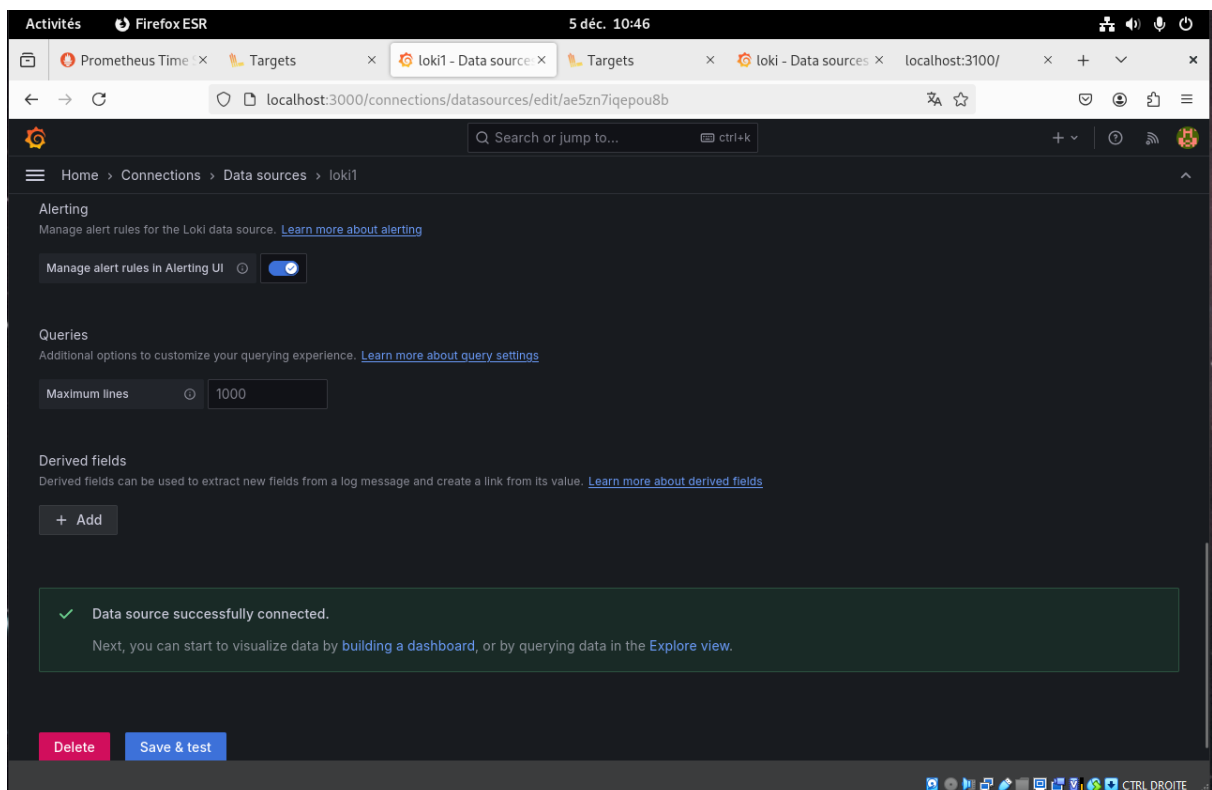 Activités Firefox ESR 5 déc. 10:46
Prometheus Time S Targets loki1 - Data sources Targets loki - Data sources localhost:3100/
localhost:3000/connections/datasources/edit/ae5zn7iqepou8b
Search or jump to... ctrl+k
Home › Connections › Data sources › loki1
Alerting
Manage alert rules for the Loki data source. Learn more about alerting
Manage alert rules in Alerting UI
Queries
Additional options to customize your querying experience. Learn more about query settings
Maximum lines 1000
Derived fields
Derived fields can be used to extract new fields from a log message and create a link from its value. Learn more about derived fields
+ Add
Data source successfully connected.
Next, you can start to visualize data by building a dashboard, or by querying data in the Explore view.
Delete Save & test
CTRL DROITE